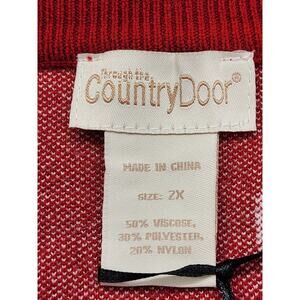 Through the
CountryDoor®
MADE IN CHINA
SIZE: 2X
50% VISCOSE,
30% POLYESTER,
20% NYLON